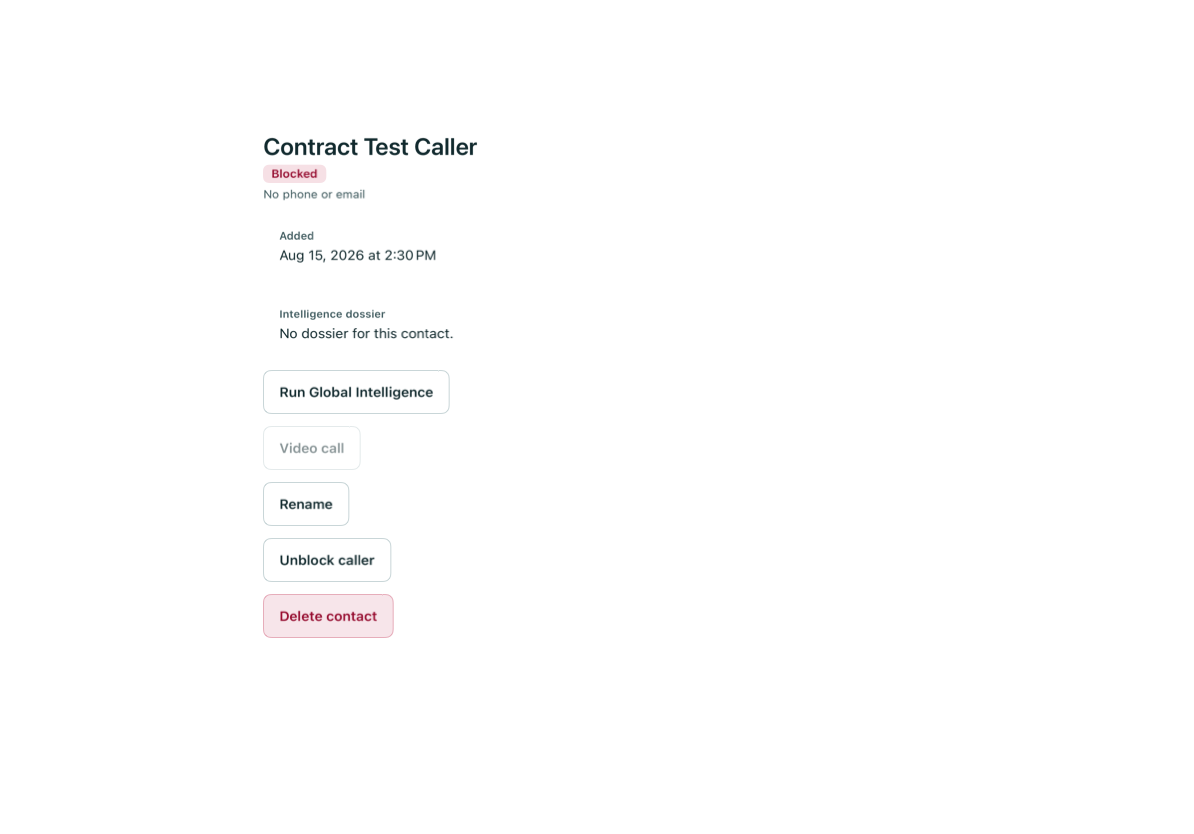 Contract Test Caller
Blocked
No phone or email
Added
Aug 15, 2026 at 2:30 PM
Intelligence dossier
No dossier for this contact.
Run Global Intelligence
Video call
Rename
Unblock caller
Delete contact